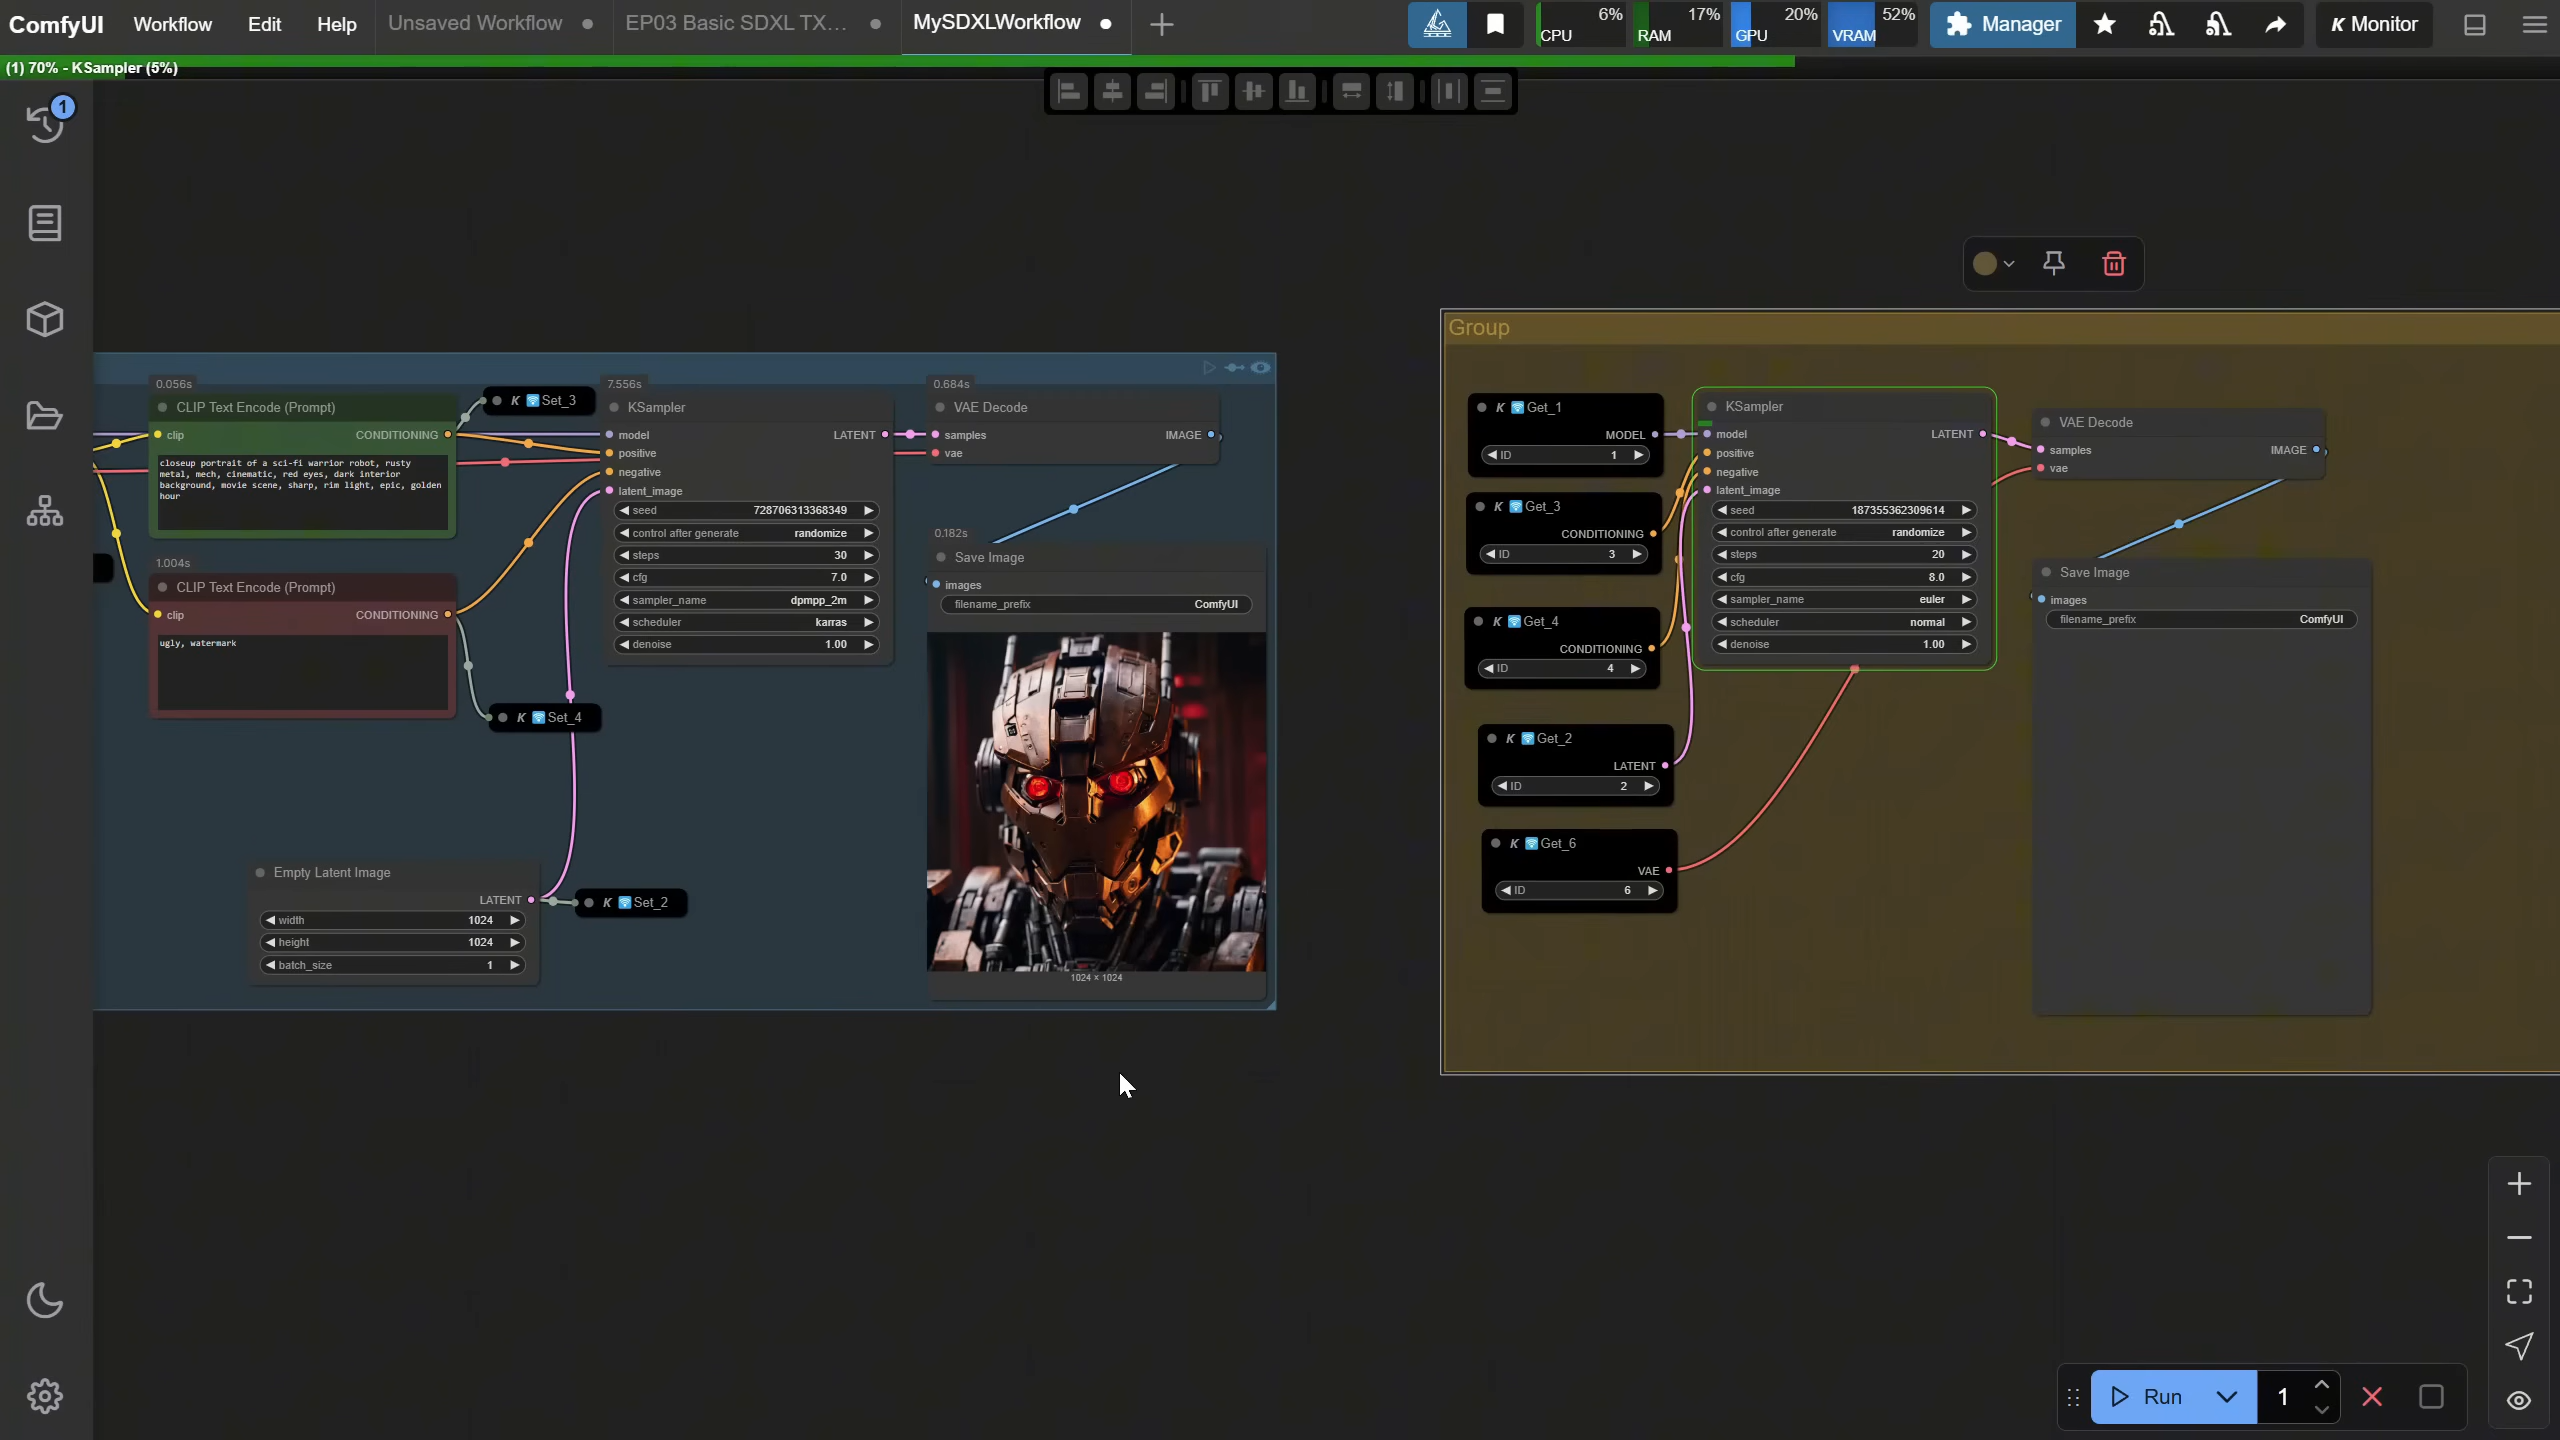 ComfyUI
Workflow
Edit
Help
Unsaved Workflow
EP03 Basic SDXL TX...
MySDXLWorkflow
6%
CPU
17%
RAM
20%
GPU
52%
VRAM
Manager
K Monitor
(1) 70% - KSampler (5%)
1
0.056s
CLIP Text Encode (Prompt)
clip
CONDITIONING
closeup portrait of a sci-fi warrior robot, rusty
metal, mech, cinematic, red eyes, dark interior
background, movie scene, sharp, rim light, epic, golden
hour
1.004s
CLIP Text Encode (Prompt)
clip
CONDITIONING
ugly, watermark
K Set_3
K Set_4
Empty Latent Image
LATENT
width 1024
height 1024
batch_size 1
K Set_2
7.556s
KSampler
model
LATENT
positive
negative
latent_image
seed 728706313368349
control after generate randomize
steps 30
cfg 7.0
sampler_name dpmpp_2m
scheduler karras
denoise 1.00
0.684s
VAE Decode
samples
IMAGE
vae
0.182s
Save Image
images
filename_prefix ComfyUI
1024 × 1024
Group
K Get_1
MODEL
ID 1
K Get_3
CONDITIONING
ID 3
K Get_4
CONDITIONING
ID 4
K Get_2
LATENT
ID 2
K Get_6
VAE
ID 6
KSampler
model
LATENT
positive
negative
latent_image
seed 187355362309614
control after generate randomize
steps 20
cfg 8.0
sampler_name euler
scheduler normal
denoise 1.00
VAE Decode
samples
IMAGE
vae
Save Image
images
filename_prefix ComfyUI
Run
1